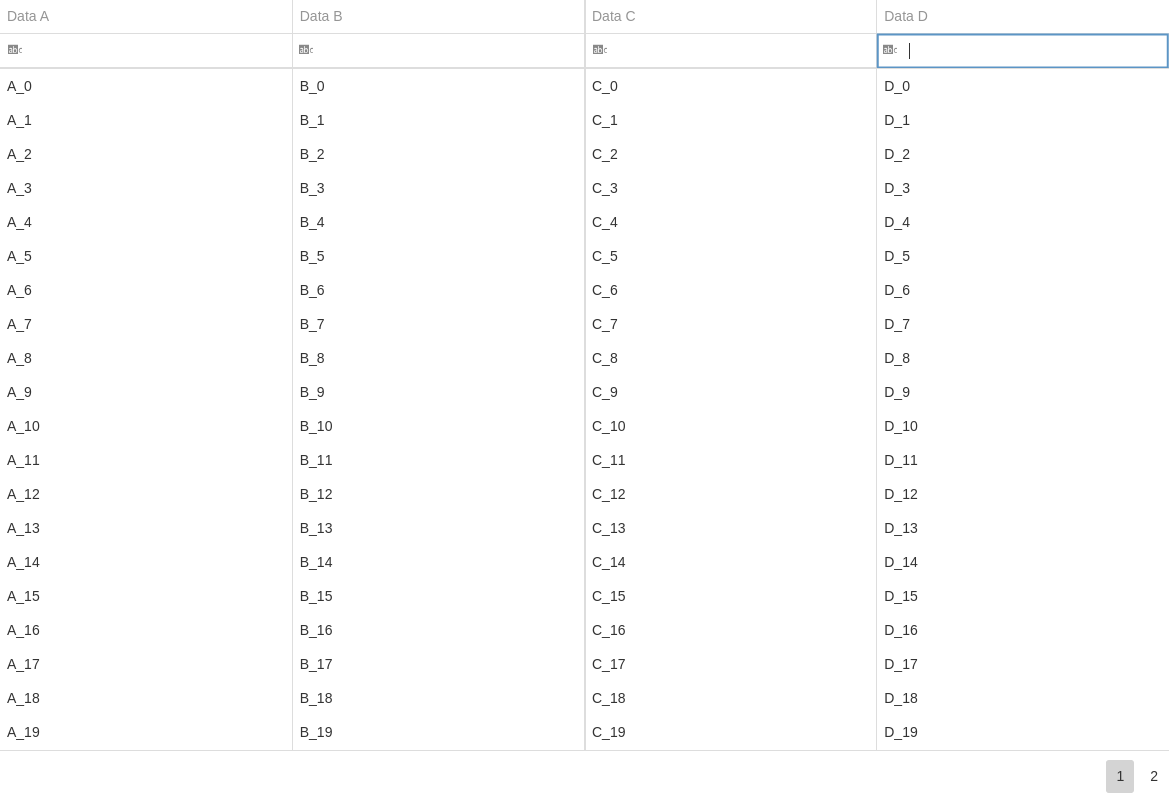 Data A Data B Data C Data D
abc abc abc abc
A_0 B_0 C_0 D_0
A_1 B_1 C_1 D_1
A_2 B_2 C_2 D_2
A_3 B_3 C_3 D_3
A_4 B_4 C_4 D_4
A_5 B_5 C_5 D_5
A_6 B_6 C_6 D_6
A_7 B_7 C_7 D_7
A_8 B_8 C_8 D_8
A_9 B_9 C_9 D_9
A_10 B_10 C_10 D_10
A_11 B_11 C_11 D_11
A_12 B_12 C_12 D_12
A_13 B_13 C_13 D_13
A_14 B_14 C_14 D_14
A_15 B_15 C_15 D_15
A_16 B_16 C_16 D_16
A_17 B_17 C_17 D_17
A_18 B_18 C_18 D_18
A_19 B_19 C_19 D_19
1 2